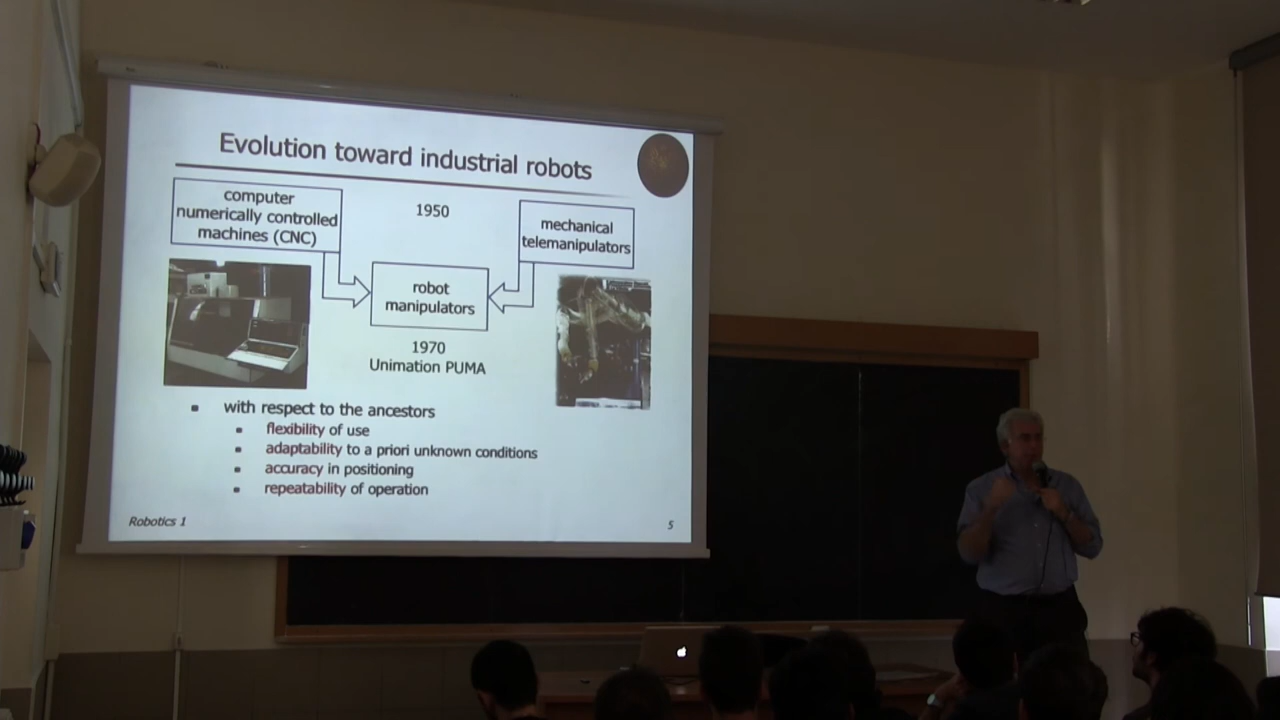 Evolution toward industrial robots
computer
numerically controlled
machines (CNC)
1950
mechanical
telemanipulators
robot
manipulators
1970
Unimation PUMA
▪ with respect to the ancestors
▪ flexibility of use
▪ adaptability to a priori unknown conditions
▪ accuracy in positioning
▪ repeatability of operation
Robotics 1
5